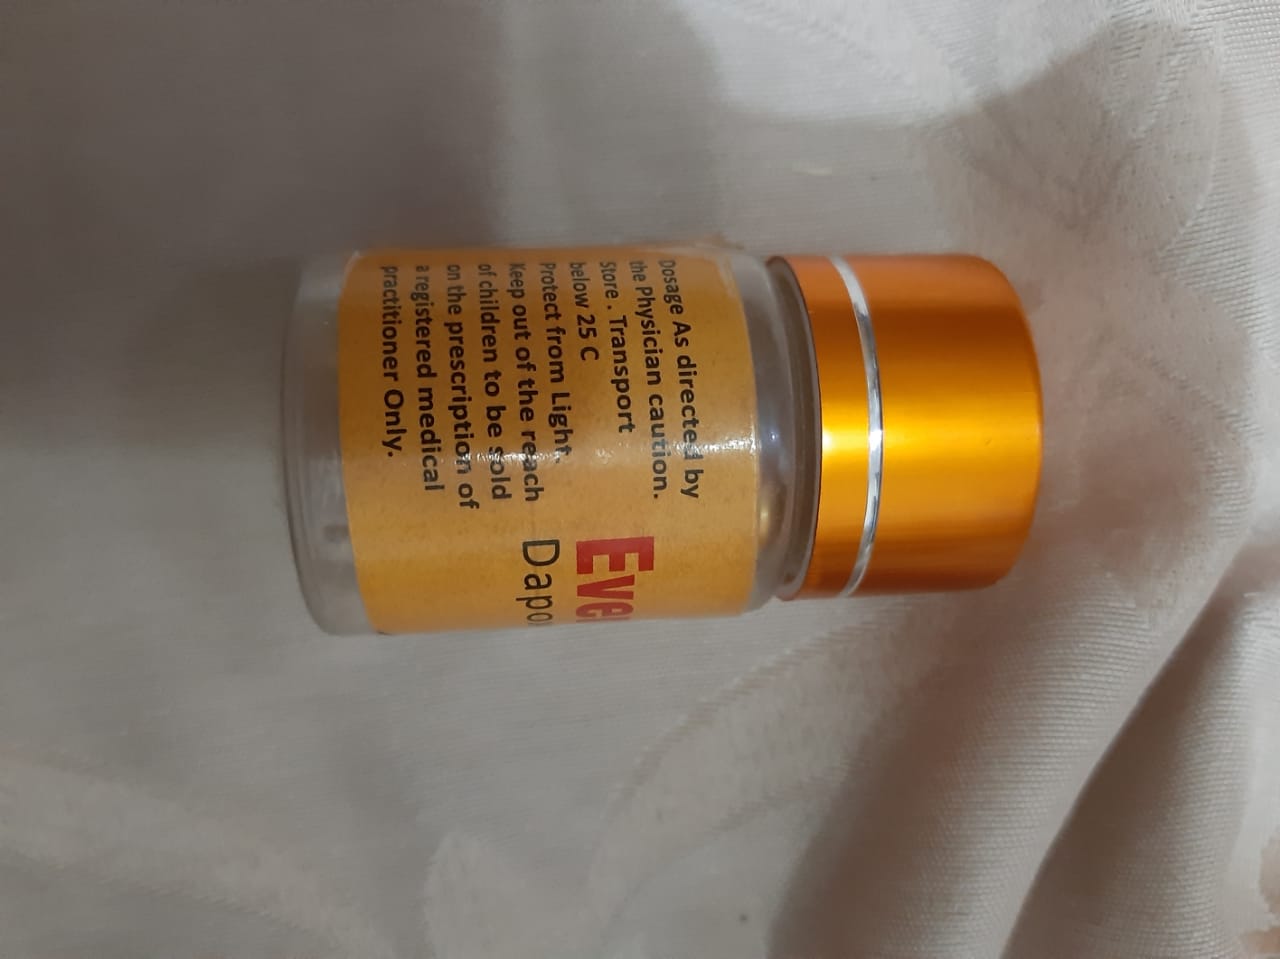 Dosage As directed by
the Physician caution.
Store . Transport
below 25 C
Protect from Light.
Keep out of the reach
of children to be sold
on the prescription of
a registered medical
practitioner Only.